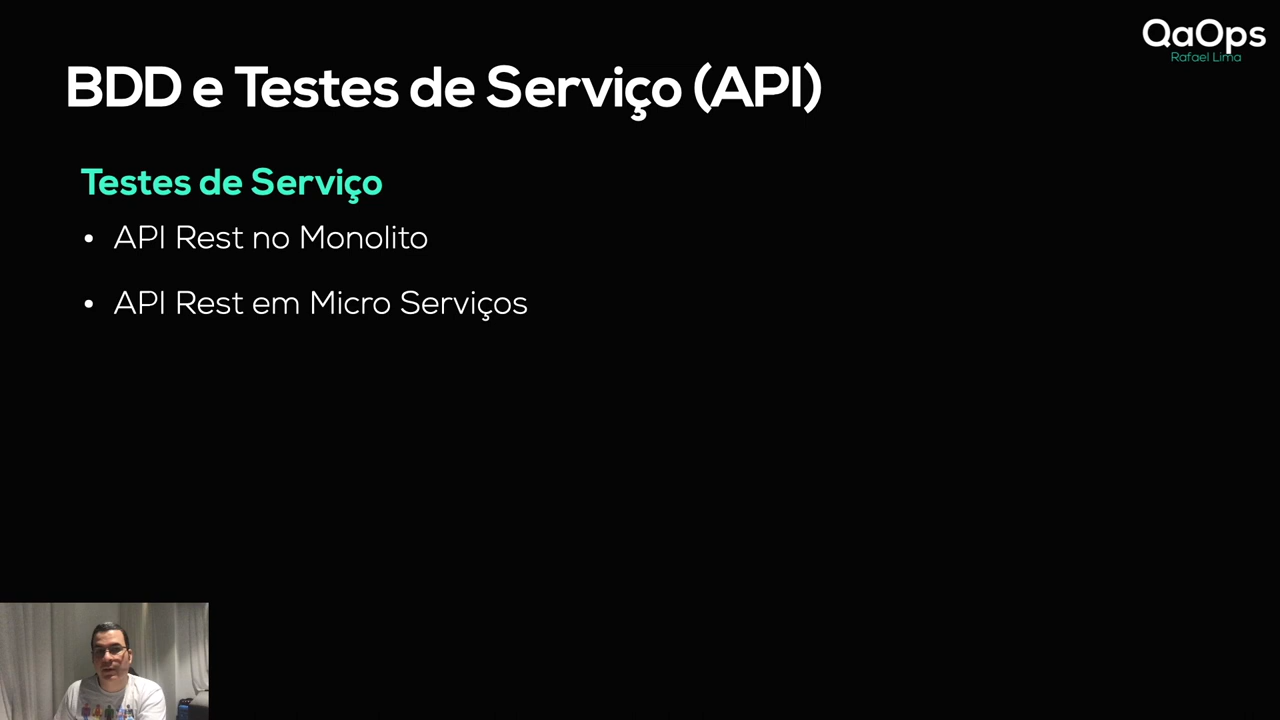 QaOps
Rafael Lima
BDD e Testes de Serviço (API)
Testes de Serviço
• API Rest no Monolito
• API Rest em Micro Serviços